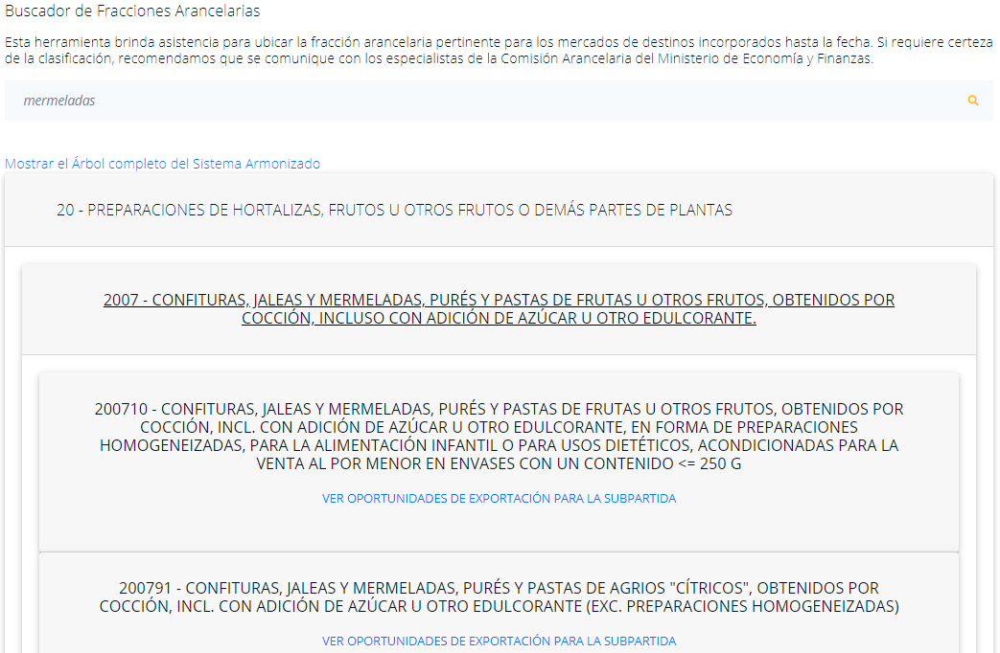 Buscador de Fracciones Arancelarias
Esta herramienta brinda asistencia para ubicar la fracción arancelaria pertinente para los mercados de destinos incorporados hasta la fecha. Si requiere certeza
de la clasificación, recomendamos que se comunique con los especialistas de la Comisión Arancelaria del Ministerio de Economía y Finanzas.
mermeladas
Mostrar el Árbol completo del Sistema Armonizado
20 - PREPARACIONES DE HORTALIZAS, FRUTOS U OTROS FRUTOS O DEMÁS PARTES DE PLANTAS
2007 - CONFITURAS, JALEAS Y MERMELADAS, PURÉS Y PASTAS DE FRUTAS U OTROS FRUTOS, OBTENIDOS POR
COCCIÓN, INCLUSO CON ADICIÓN DE AZÚCAR U OTRO EDULCORANTE.
200710 - CONFITURAS, JALEAS Y MERMELADAS, PURÉS Y PASTAS DE FRUTAS U OTROS FRUTOS, OBTENIDOS POR
COCCIÓN, INCL. CON ADICIÓN DE AZÚCAR U OTRO EDULCORANTE, EN FORMA DE PREPARACIONES
HOMOGENEIZADAS, PARA LA ALIMENTACIÓN INFANTIL O PARA USOS DIETÉTICOS, ACONDICIONADAS PARA LA
VENTA AL POR MENOR EN ENVASES CON UN CONTENIDO <= 250 G
VER OPORTUNIDADES DE EXPORTACIÓN PARA LA SUBPARTIDA
200791 - CONFITURAS, JALEAS Y MERMELADAS, PURÉS Y PASTAS DE AGRIOS "CÍTRICOS", OBTENIDOS POR
COCCIÓN, INCL. CON ADICIÓN DE AZÚCAR U OTRO EDULCORANTE (EXC. PREPARACIONES HOMOGENEIZADAS)
VER OPORTUNIDADES DE EXPORTACIÓN PARA LA SUBPARTIDA